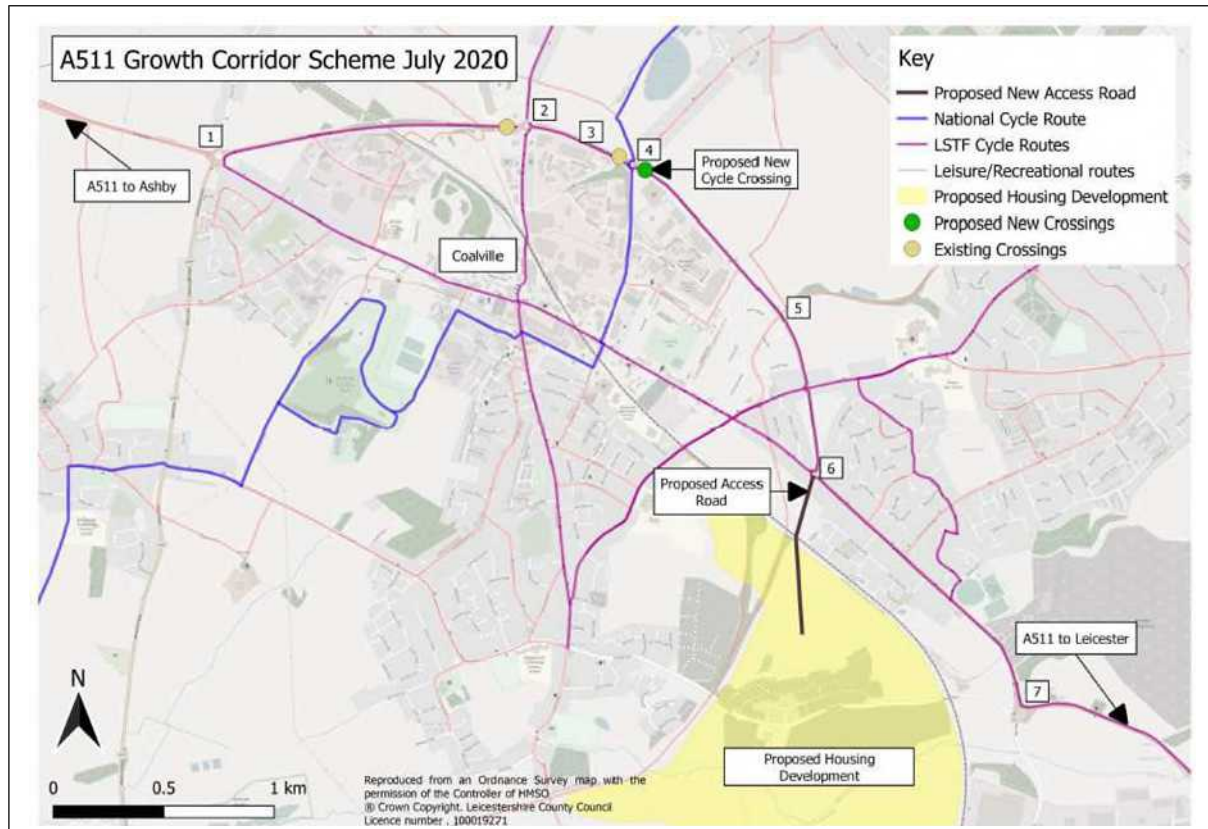 A511 Growth Corridor Scheme July 2020
Key
Proposed New Access Road
National Cycle Route
LSTF Cycle Routes
Leisure/Recreational routes
Proposed Housing Development
Proposed New Crossings
Existing Crossings
1
2
3
4
Proposed New
Cycle Crossing
A511 to Ashby
Coalville
5
6
Proposed Access
Road
A511 to Leicester
7
N
Proposed Housing
Development
0 0.5 1 km
Reproduced from an Ordnance Survey map with the
permission of the Controller of HMSO
® Crown Copyright. Leicestershire County Council
Licence number . 100019271